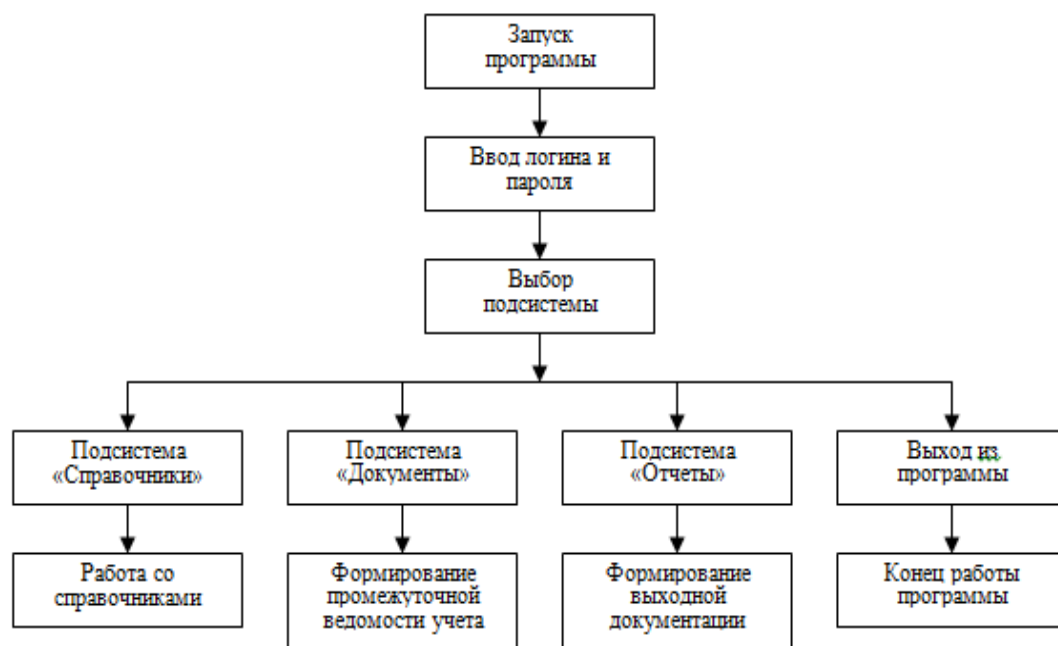 Запуск
программы
Ввод логина и
пароля
Выбор
подсистемы
Подсистема
«Справочники»
Подсистема
«Документы»
Подсистема
«Отчеты»
Выход из
программы
Работа со
справочниками
Формирование
промежуточной
ведомости учета
Формирование
выходной
документации
Конец работы
программы